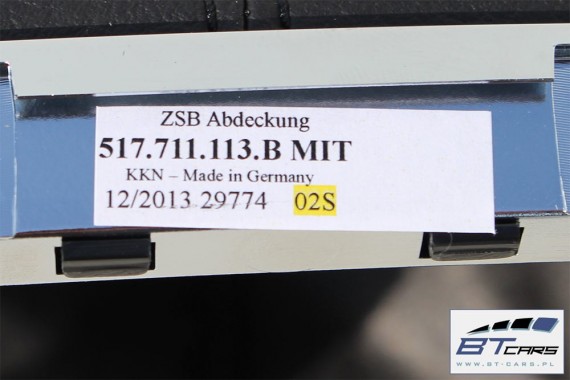 ZSB Abdeckung
517.711.113.B MIT
KKN – Made in Germany
12/2013 29774 02S
BTCARS
WWW.BT-CARS.PL